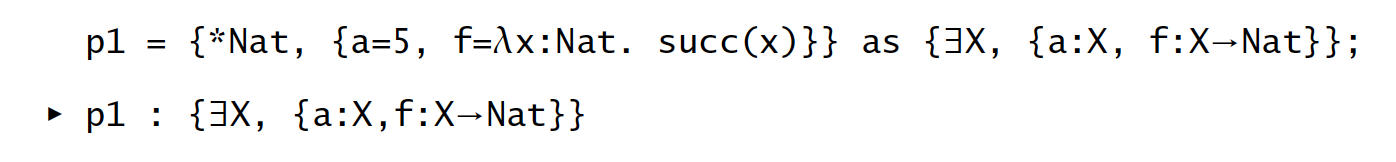 p1 = {*Nat, {a=5, f=λx:Nat. succ(x)}} as {∃X, {a:X, f:X→Nat}};
▸ p1 : {∃X, {a:X,f:X→Nat}}